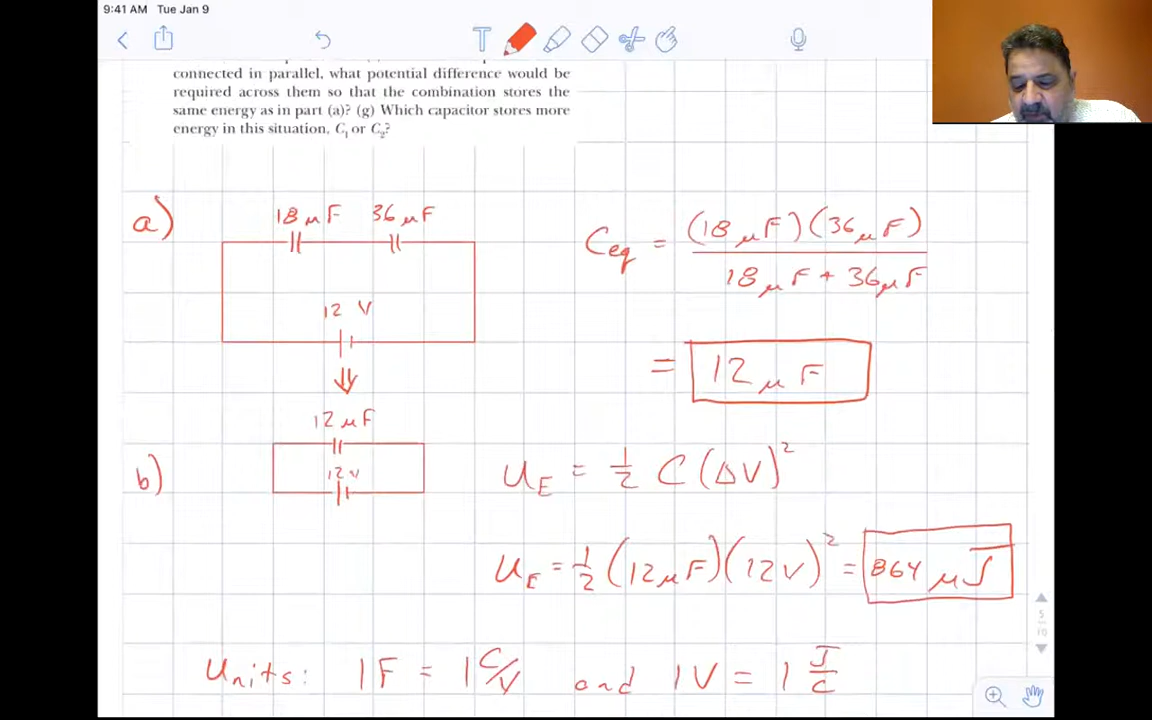 9:41 AM Tue Jan 9
connected in parallel, what potential difference would be
required across them so that the combination stores the
same energy as in part (a)? (g) Which capacitor stores more
energy in this situation, C₁ or C₂?
a)
18 μF 36 μF
12 V
Ceq = (18 μF)(36 μF) / 18 μF + 36 μF
= 12 μF
b)
12 μF
12 V
U_E = 1/2 C (ΔV)²
U_E = 1/2 (12 μF)(12 V)² = 864 μJ
Units: 1 F = 1 C/V and 1 V = 1 J/C
5
10